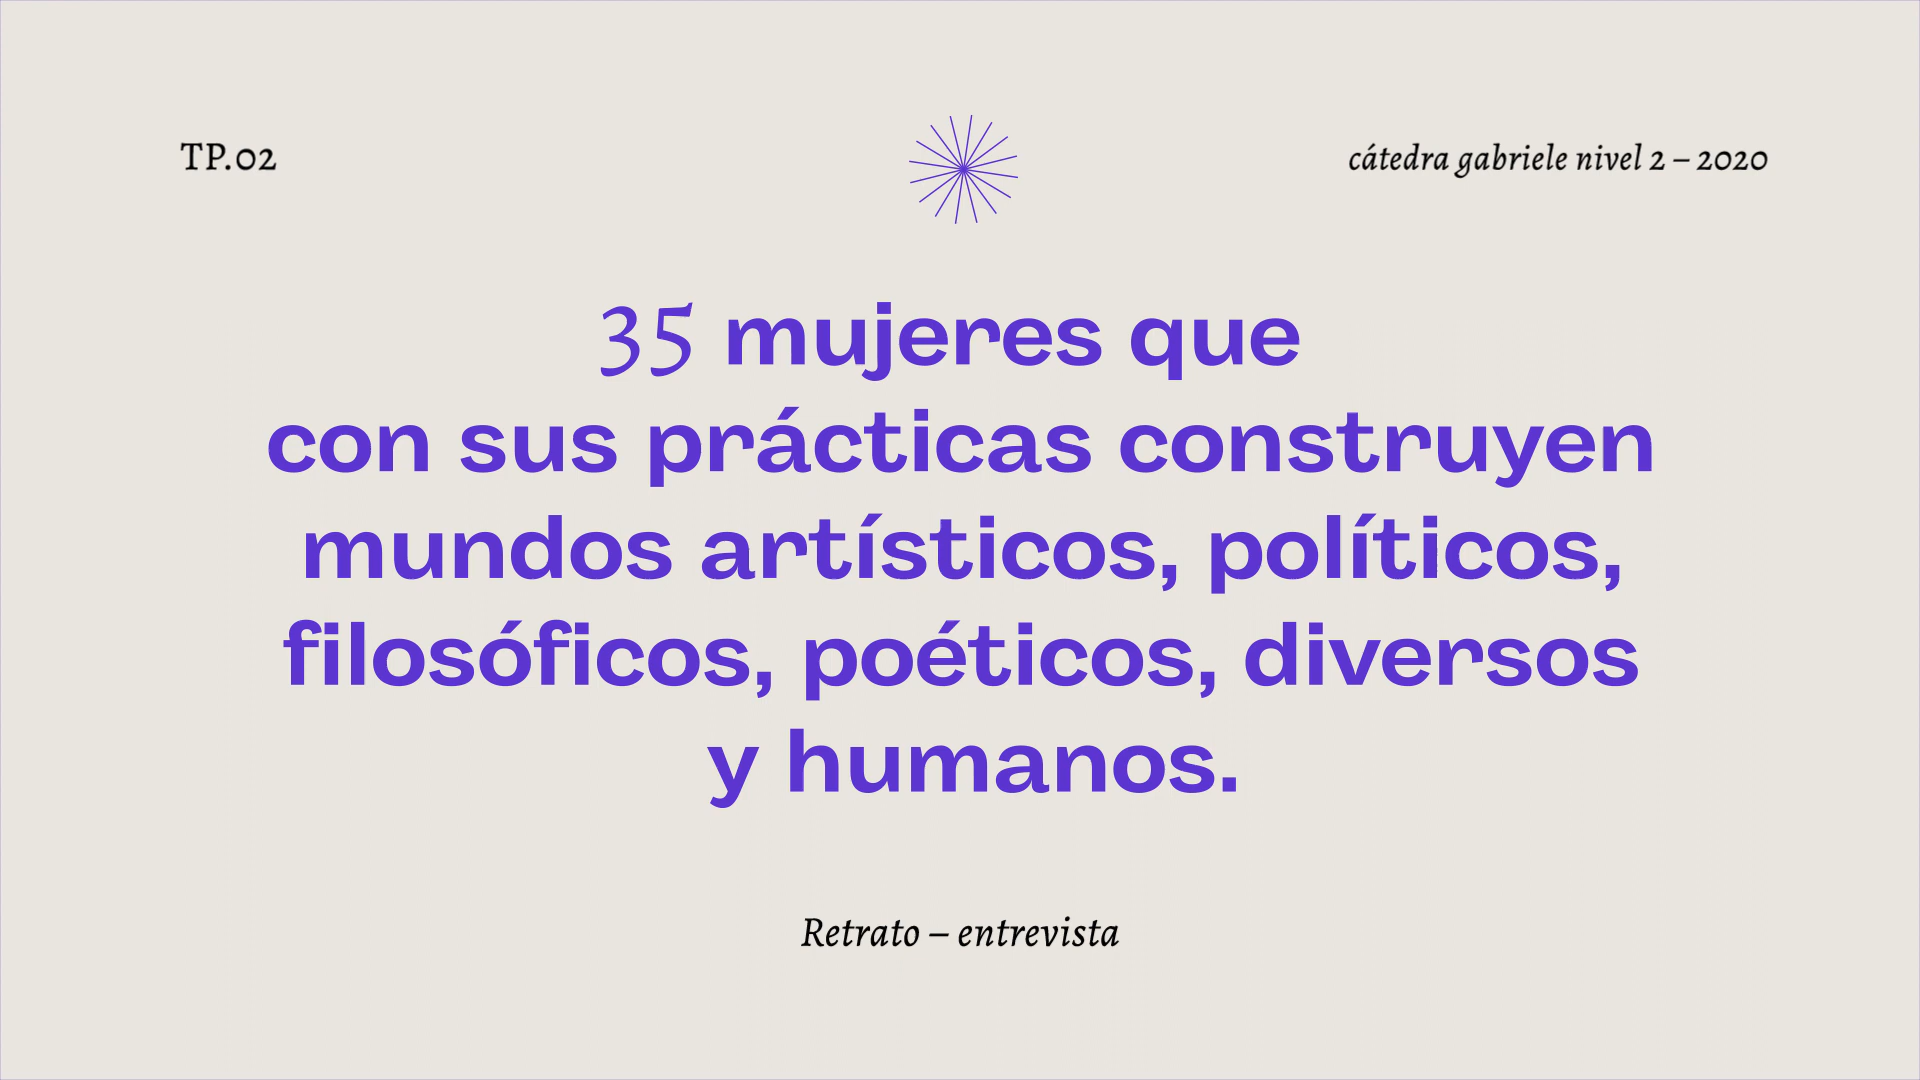 TP.02
cátedra gabriele nivel 2 – 2020
35 mujeres que
con sus prácticas construyen
mundos artísticos, políticos,
filosóficos, poéticos, diversos
y humanos.
Retrato – entrevista